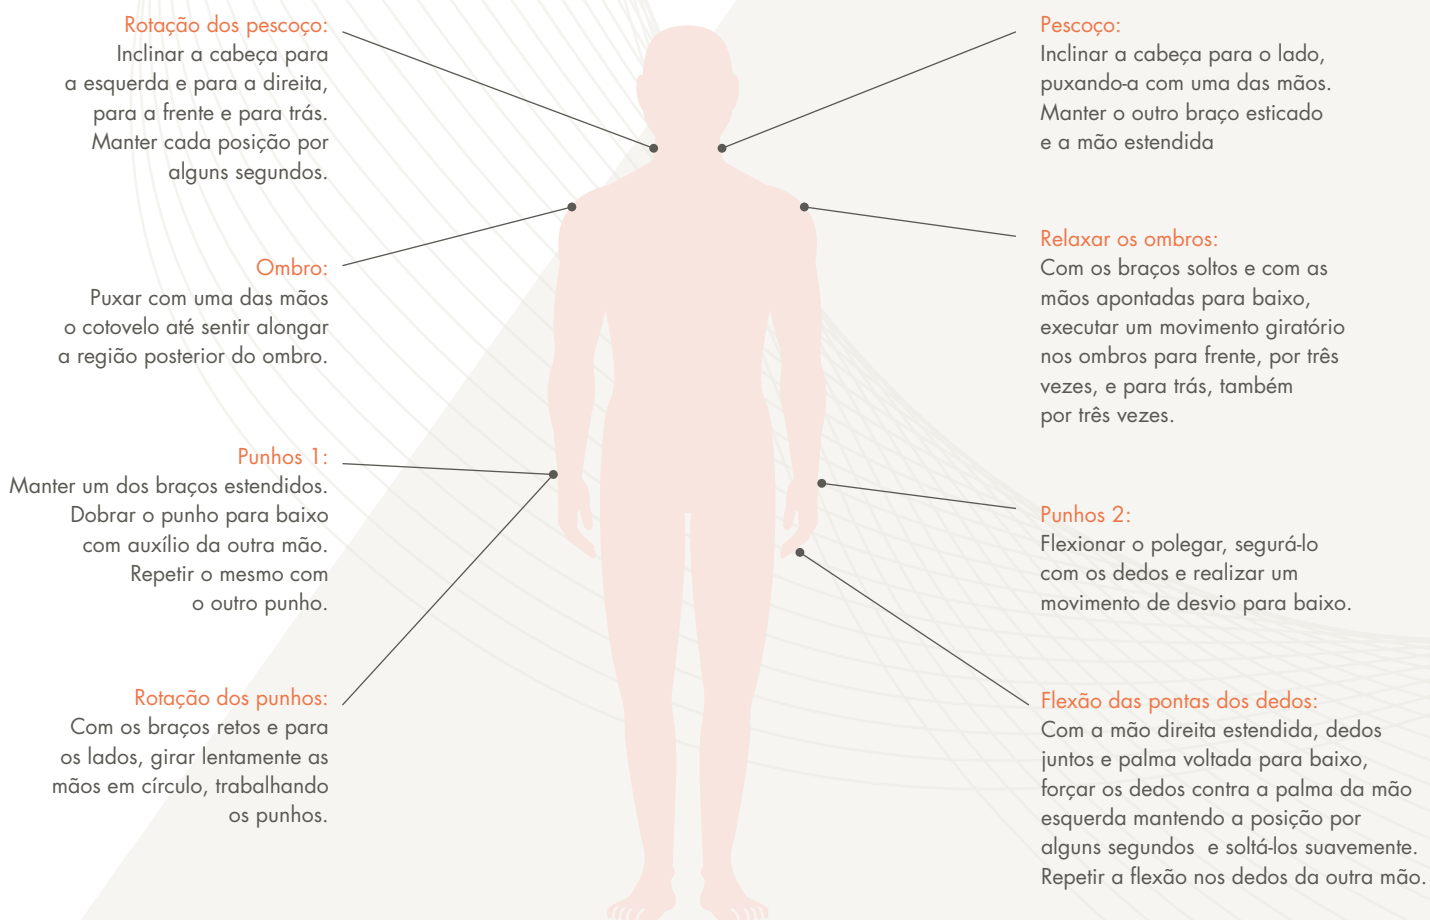 Rotação dos pescoço:
Inclinar a cabeça para
a esquerda e para a direita,
para a frente e para trás.
Manter cada posição por
alguns segundos.
Ombro:
Puxar com uma das mãos
o cotovelo até sentir alongar
a região posterior do ombro.
Punhos 1:
Manter um dos braços estendidos.
Dobrar o punho para baixo
com auxílio da outra mão.
Repetir o mesmo com
o outro punho.
Rotação dos punhos:
Com os braços retos e para
os lados, girar lentamente as
mãos em círculo, trabalhando
os punhos.
Pescoço:
Inclinar a cabeça para o lado,
puxando-a com uma das mãos.
Manter o outro braço esticado
e a mão estendida
Relaxar os ombros:
Com os braços soltos e com as
mãos apontadas para baixo,
executar um movimento giratório
nos ombros para frente, por três
vezes, e para trás, também
por três vezes.
Punhos 2:
Flexionar o polegar, segurá-lo
com os dedos e realizar um
movimento de desvio para baixo.
Flexão das pontas dos dedos:
Com a mão direita estendida, dedos
juntos e palma voltada para baixo,
forçar os dedos contra a palma da mão
esquerda mantendo a posição por
alguns segundos  e soltá-los suavemente.
Repetir a flexão nos dedos da outra mão.